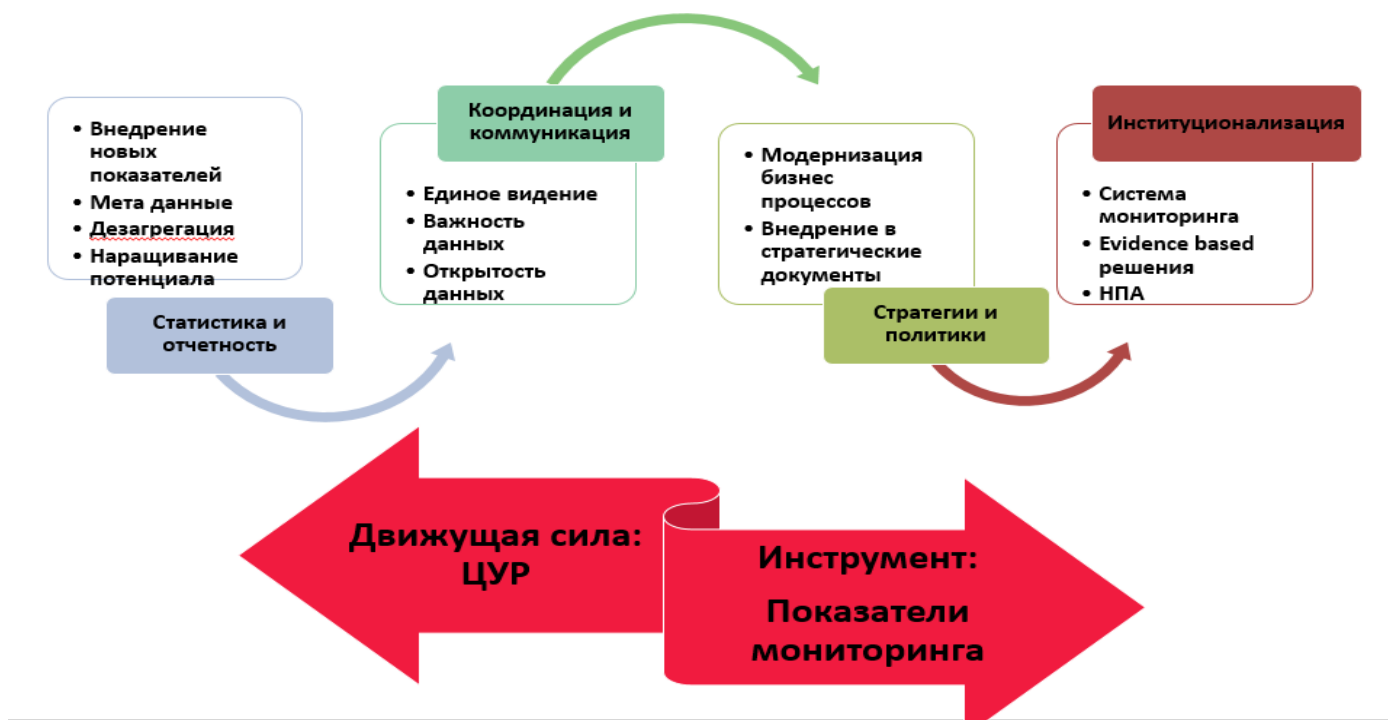 • Внедрение
новых
показателей
• Мета данные
• Дезагрегация
• Наращивание
потенциала
Статистика и
отчетность
Координация и
коммуникация
• Единое видение
• Важность
данных
• Открытость
данных
• Модернизация
бизнес
процессов
• Внедрение в
стратегические
документы
Стратегии и
политики
Институционализация
• Система
мониторинга
• Evidence based
решения
• НПА
Движущая сила:
ЦУР
Инструмент:
Показатели
мониторинга